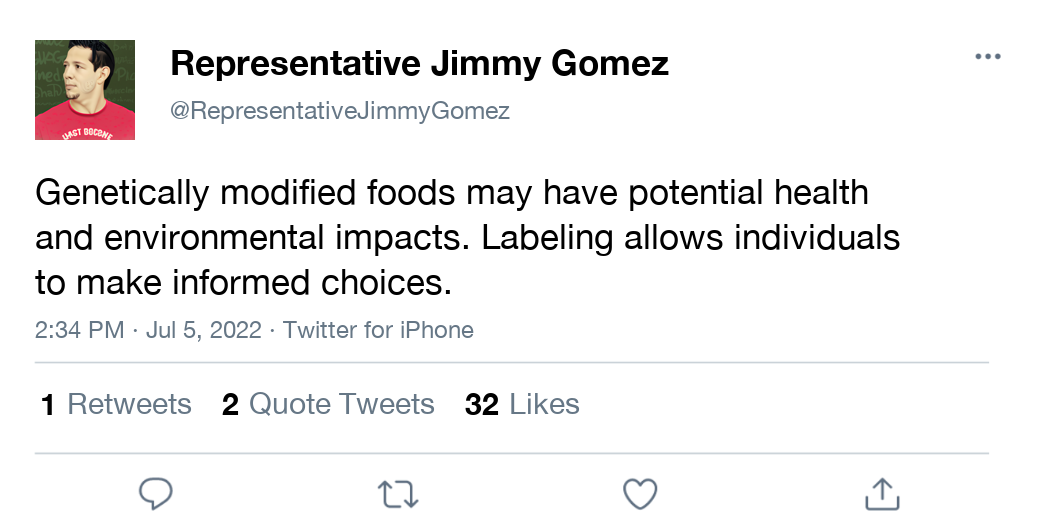 Representative Jimmy Gomez
@RepresentativeJimmyGomez
Genetically modified foods may have potential health
and environmental impacts. Labeling allows individuals
to make informed choices.
2:34 PM · Jul 5, 2022 · Twitter for iPhone
1 Retweets 2 Quote Tweets 32 Likes